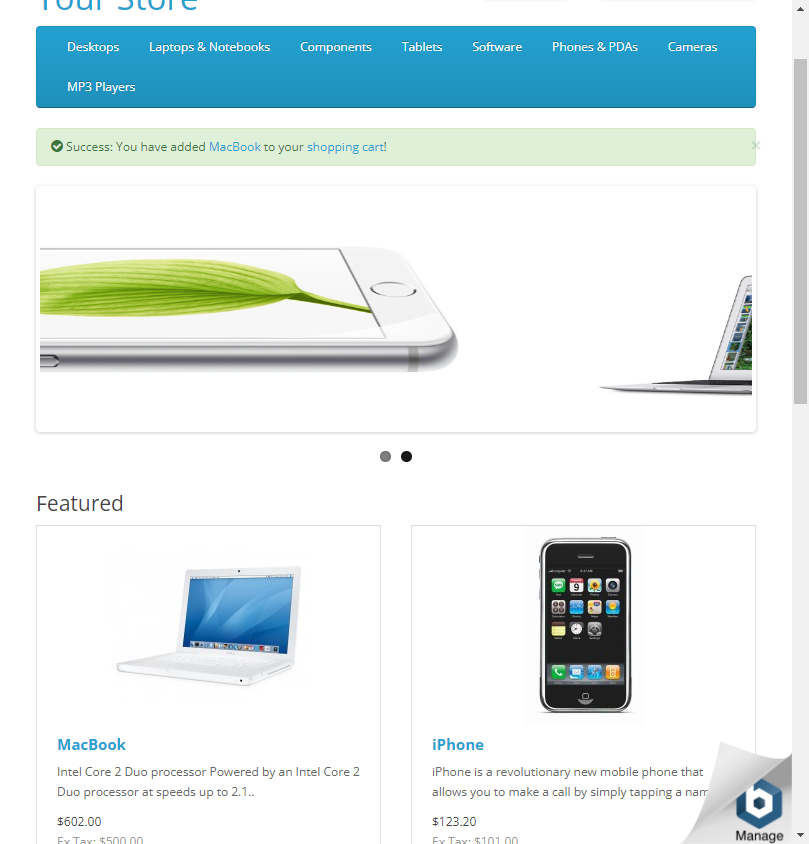 Your Store
Desktops Laptops & Notebooks Components Tablets Software Phones & PDAs Cameras
MP3 Players
Success: You have added MacBook to your shopping cart! ×
Featured
MacBook
Intel Core 2 Duo processor Powered by an Intel Core 2
Duo processor at speeds up to 2.1..
$602.00
Ex Tax: $500.00
iPhone
iPhone is a revolutionary new mobile phone that
allows you to make a call by simply tapping a nam
$123.20
Ex Tax: $101.00
Manage